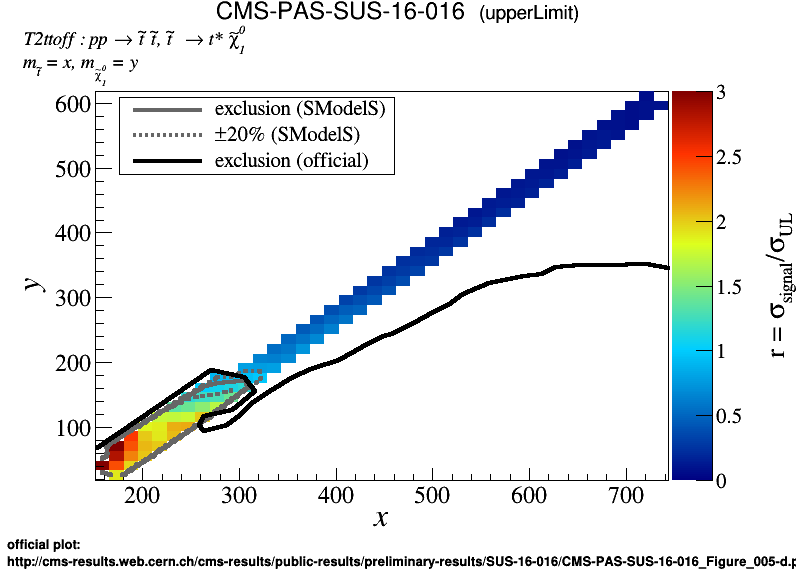 CMS-PAS-SUS-16-016 (upperLimit)
T2ttoff : pp → t̃ t̃, t̃ → t* χ̃⁰₁
m_t̃ = x, m_χ̃⁰₁ = y
exclusion (SModelS)
±20% (SModelS)
exclusion (official)
600
500
400
300
200
100
y
200 300 400 500 600 700
x
3
2.5
2
1.5
1
0.5
0
r = σ_signal/σ_UL
official plot:
http://cms-results.web.cern.ch/cms-results/public-results/preliminary-results/SUS-16-016/CMS-PAS-SUS-16-016_Figure_005-d.p